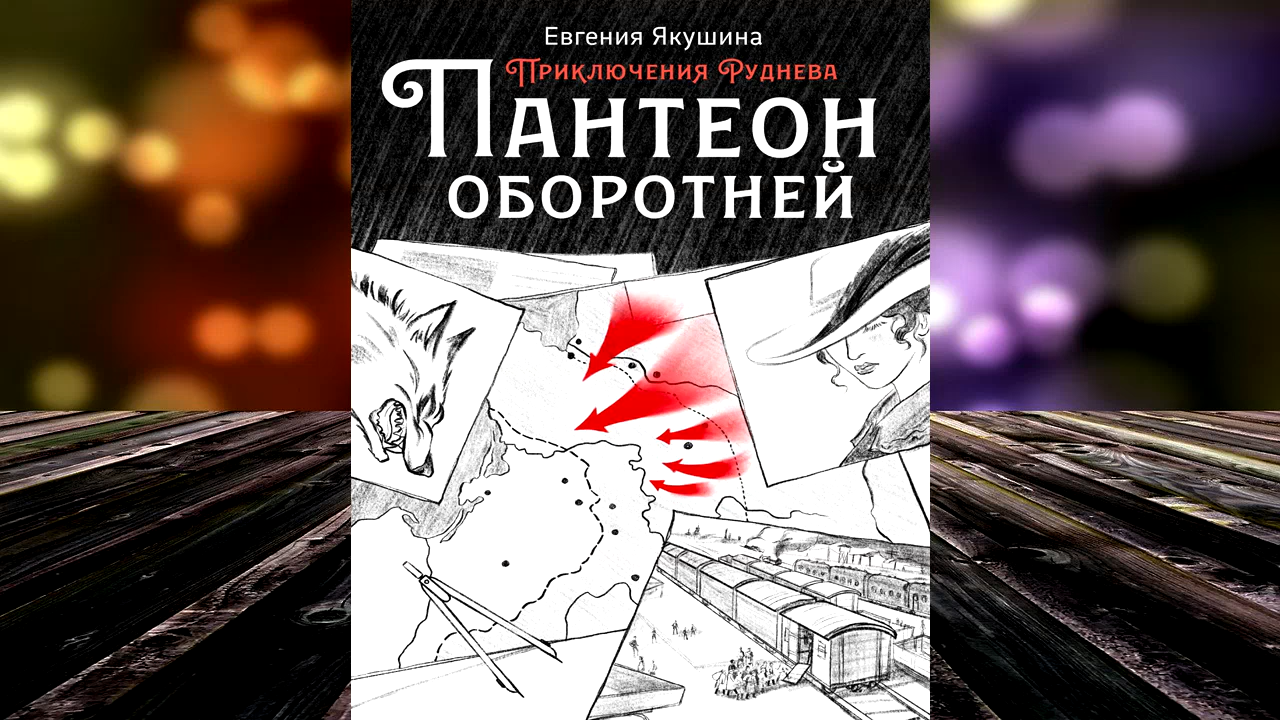 Евгения Якушина
Приключения Руднева
Пантеон
оборотней